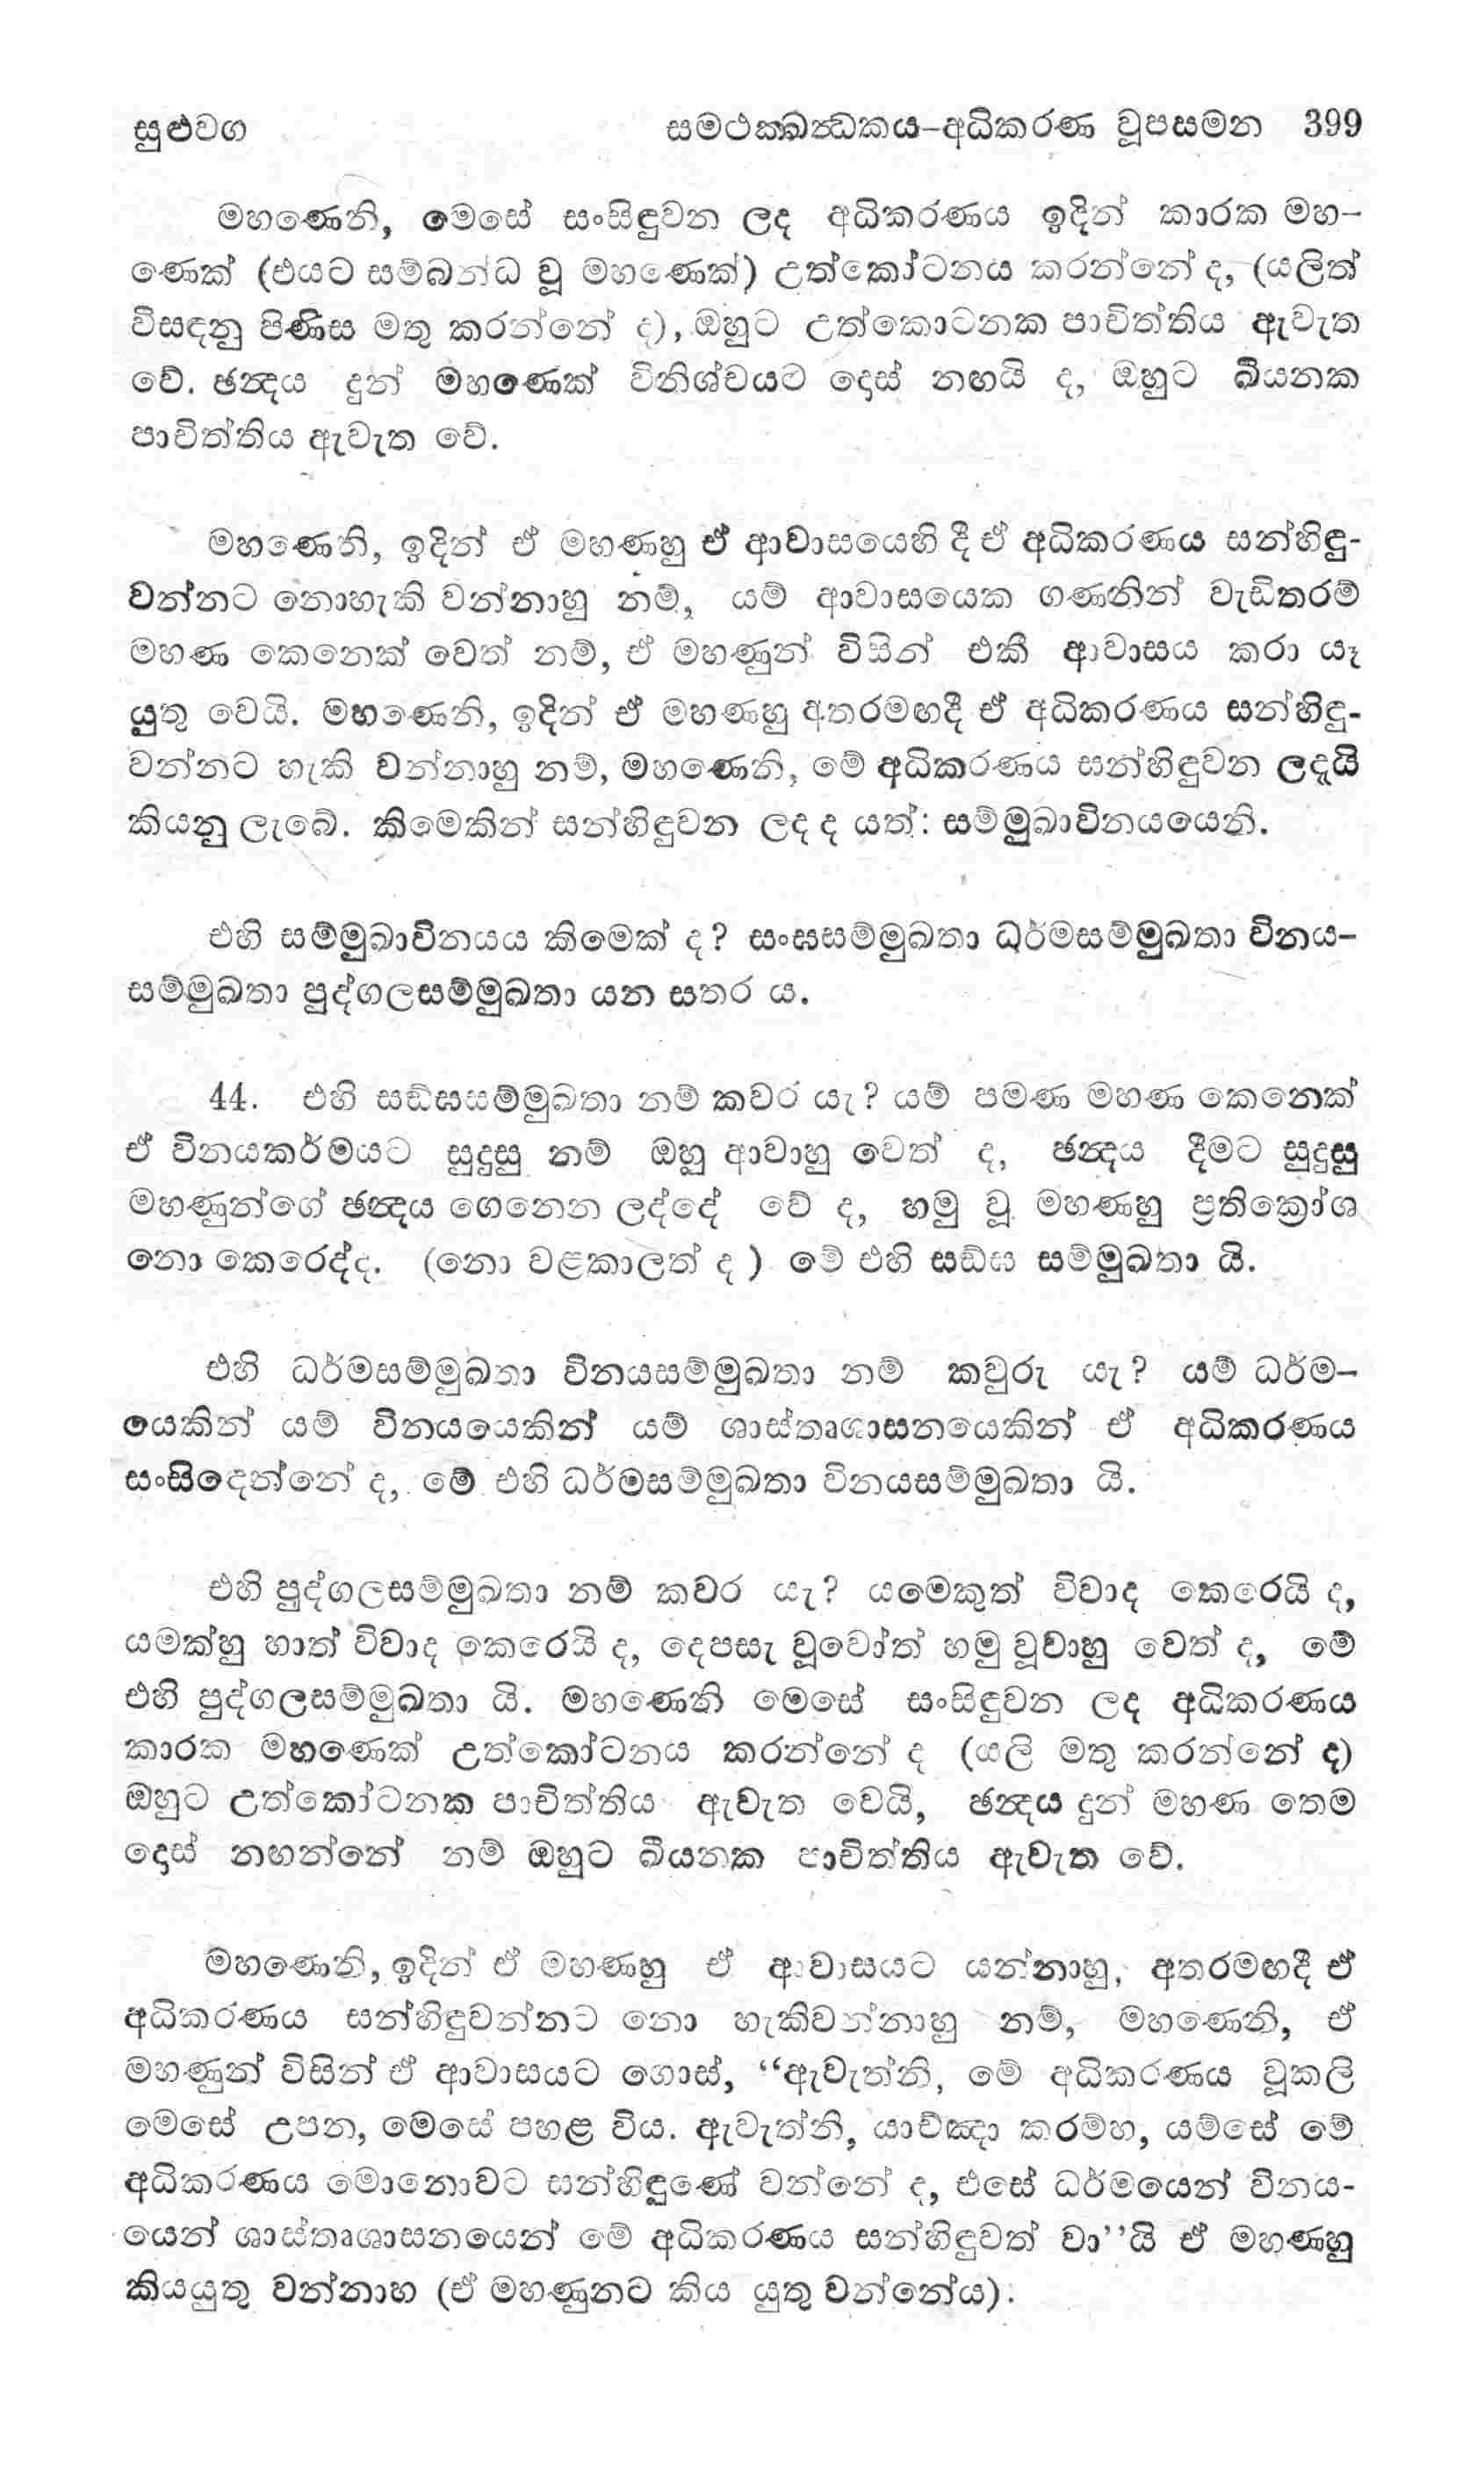 සුළුවග සමථක්ඛන්ධකය-අධිකරණ වූපසමන 399
මහණෙනි, මෙසේ සංසිඳුවන ලද අධිකරණය ඉදින් කාරක මහ-
ණෙක් (එයට සම්බන්ධ වූ මහණෙක්) උත්කෝටනය කරන්නේ ද, (යලිත්
විසඳනු පිණිස මතු කරන්නේ ද), ඔහුට උත්කොටනක පාචිත්තිය ඇවැත
වේ. ඡන්දය දුන් මහණෙක් විනිශ්චයට දොස් නඟයි ද, ඔහුට ඛීයනක
පාචිත්තිය ඇවැත වේ.
මහණෙනි, ඉදින් ඒ මහණහු ඒ ආවාසයෙහි දී ඒ අධිකරණය සන්හිඳු-
වන්නට නොහැකි වන්නාහු නම්, යම් ආවාසයෙක ගණනින් වැඩිතරම්
මහණ කෙනෙක් වෙත් නම්, ඒ මහණුන් විසින් එකී ආවාසය කරා යෑ
යුතු වෙයි. මහණෙනි, ඉදින් ඒ මහණහු අතරමඟදී ඒ අධිකරණය සන්හිඳු-
වන්නට හැකි වන්නාහු නම්, මහණෙනි, මේ අධිකරණය සන්හිඳුවන ලදැයි
කියනු ලැබේ. කිමෙකින් සන්හිඳුවන ලද ද යත්: සම්මුඛාවිනයයෙනි.
එහි සම්මුඛාවිනයය කිමෙක් ද? සංඝසම්මුඛතා ධර්මසම්මුඛතා විනය-
සම්මුඛතා පුද්ගලසම්මුඛතා යන සතර ය.
44. එහි සඞ්ඝසම්මුඛතා නම් කවර යැ? යම් පමණ මහණ කෙනෙක්
ඒ විනයකර්මයට සුදුසු නම් ඔහු ආවාහු වෙත් ද, ඡන්දය දීමට සුදුසු
මහණුන්ගේ ඡන්දය ගෙනෙන ලද්දේ වේ ද, හමු වූ මහණහු ප්‍රතික්‍රෝශ
නො කෙරෙද්ද. (නො වළකාලත් ද ) මේ එහි සඞ්ඝ සම්මුඛතා යි.
එහි ධර්මසම්මුඛතා විනයසම්මුඛතා නම් කවුරු යැ? යම් ධර්ම-
යෙකින් යම් විනයයෙකින් යම් ශාස්තෘශාසනයෙකින් ඒ අධිකරණය
සංසිඳෙන්නේ ද, මේ එහි ධර්මසම්මුඛතා විනයසම්මුඛතා යි.
එහි පුද්ගලසම්මුඛතා නම් කවර යැ? යමෙකුත් විවාද කෙරෙයි ද,
යමක්හු හාත් විවාද කෙරෙයි ද, දෙපසැ වූවෝත් හමු වූවාහු වෙත් ද, මේ
එහි පුද්ගලසම්මුඛතා යි. මහණෙනි මෙසේ සංසිඳුවන ලද අධිකරණය
කාරක මහණෙක් උත්කෝටනය කරන්නේ ද (යලි මතු කරන්නේ ද)
ඔහුට උත්කෝටනක පාචිත්තිය ඇවැත වෙයි, ඡන්දය දුන් මහණ තෙම
දොස් නඟන්නේ නම් ඔහුට ඛීයනක පාචිත්තිය ඇවැත වේ.
මහණෙනි, ඉදින් ඒ මහණහු ඒ ආවාසයට යන්නාහු, අතරමඟදී ඒ
අධිකරණය සන්හිඳුවන්නට නො හැකිවන්නාහු නම්, මහණෙනි, ඒ
මහණුන් විසින් ඒ ආවාසයට ගොස්, “ඇවැත්නි, මේ අධිකරණය වූකලි
මෙසේ උපන, මෙසේ පහළ විය. ඇවැත්නි, යාච්ඤා කරම්හ, යම්සේ මේ
අධිකරණය මොනොවට සන්හිඳුණේ වන්නේ ද, එසේ ධර්මයෙන් විනය-
යෙන් ශාස්තෘශාසනයෙන් මේ අධිකරණය සන්හිඳුවත් වා’’යි ඒ මහණහු
කියයුතු වන්නාහ (ඒ මහණුනට කිය යුතු වන්නේය).